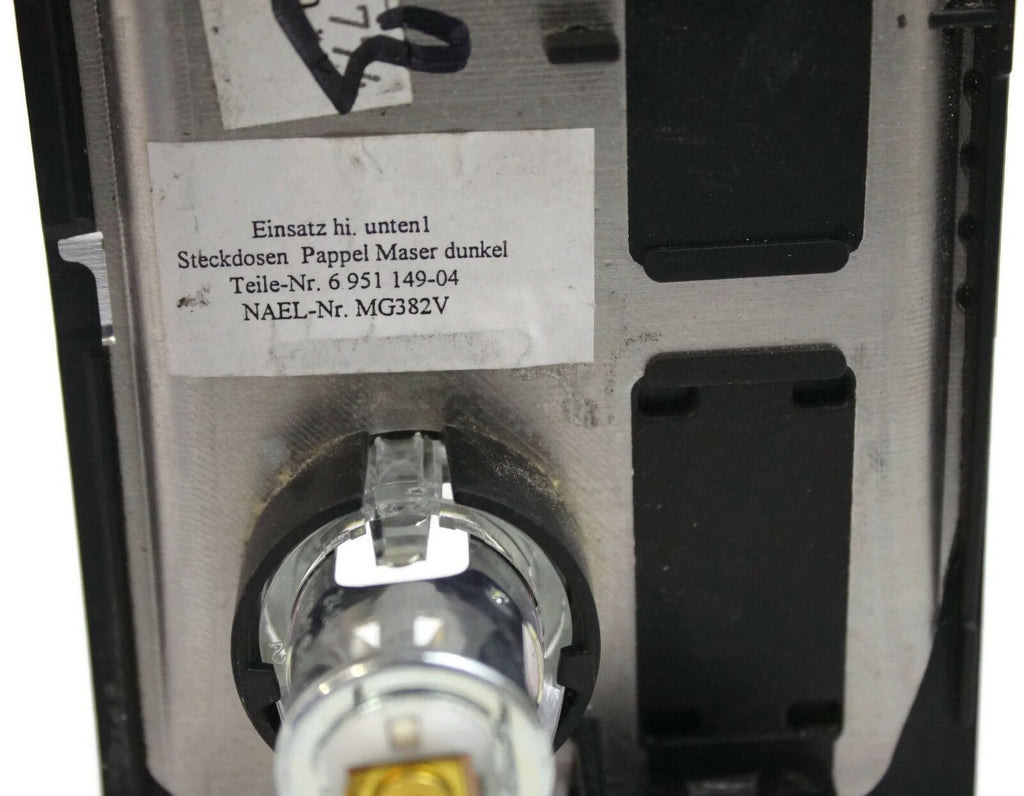 Einsatz hi. unten1
Steckdosen Pappel Maser dunkel
Teile-Nr. 6 951 149-04
NAEL-Nr. MG382V